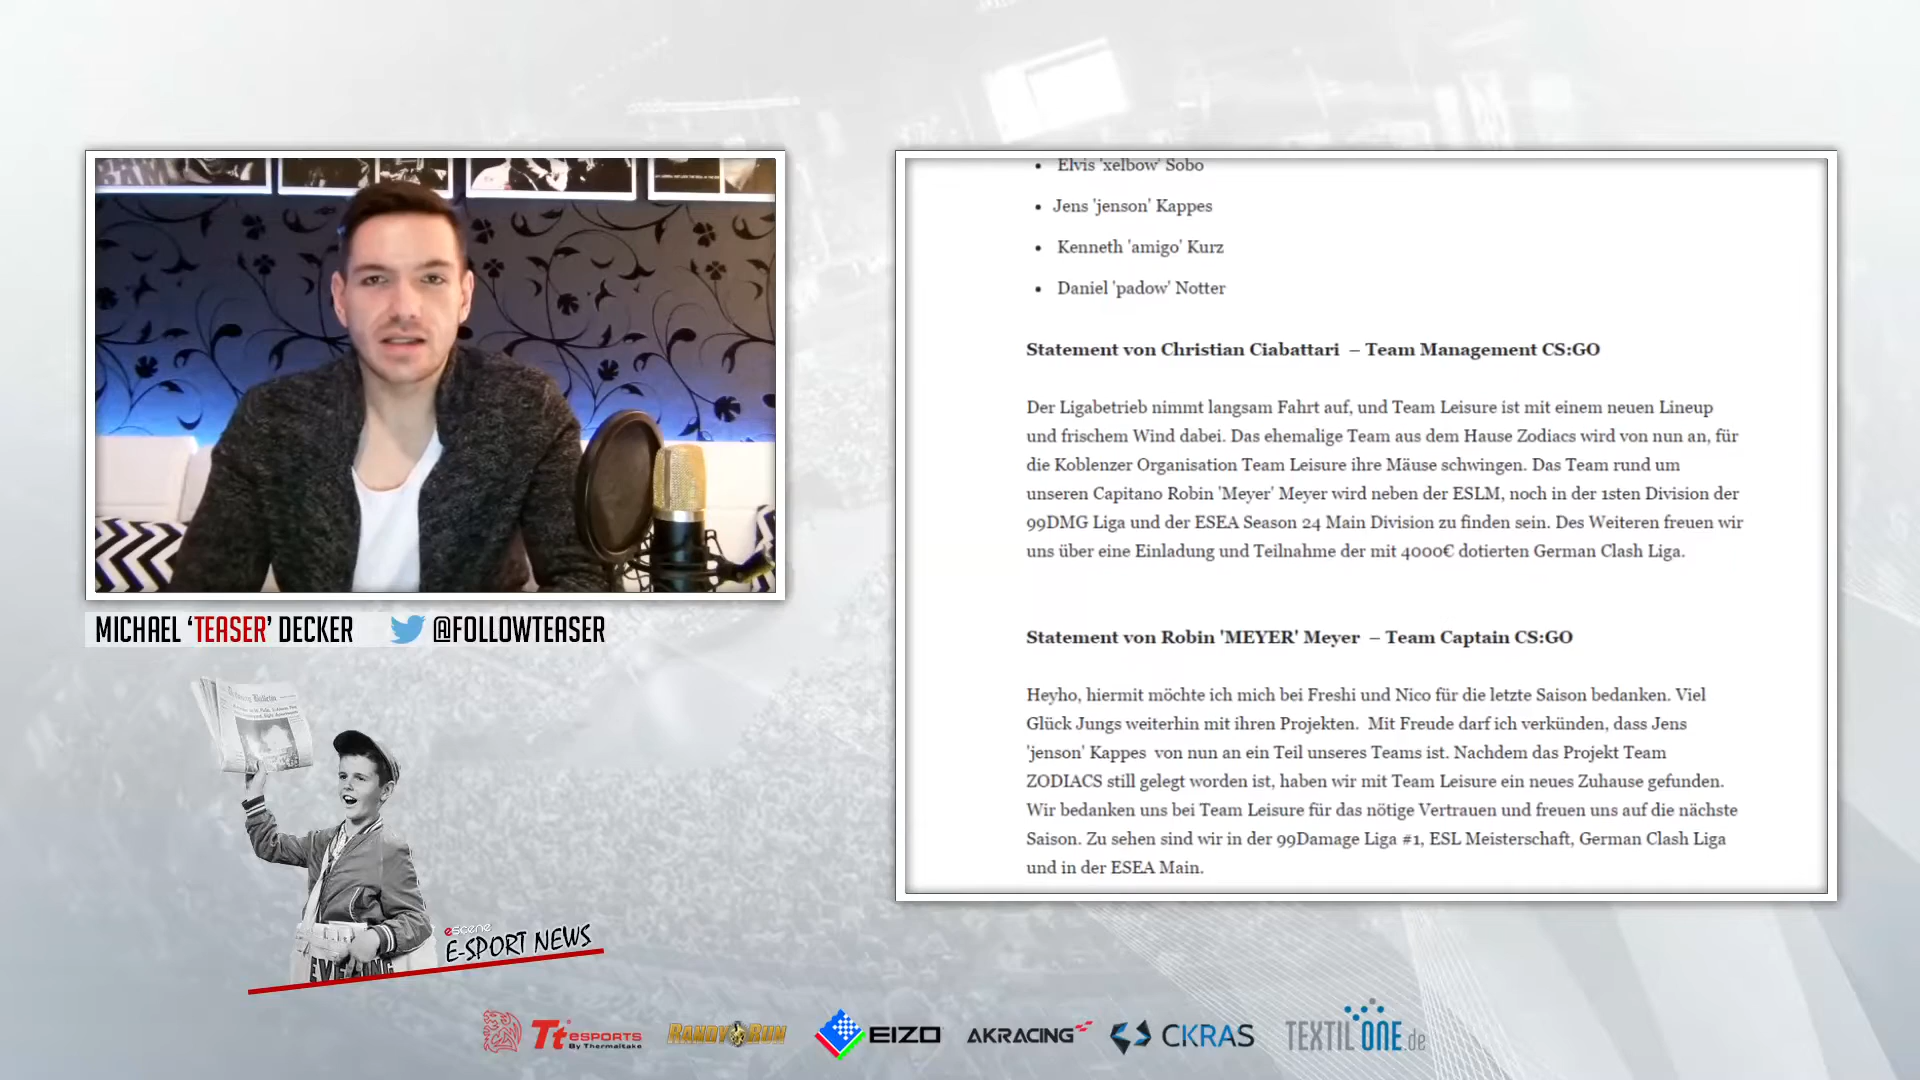 • Elvis 'xelbow' Sobo
• Jens 'jenson' Kappes
• Kenneth 'amigo' Kurz
• Daniel 'padow' Notter
Statement von Christian Ciabattari – Team Management CS:GO
Der Ligabetrieb nimmt langsam Fahrt auf, und Team Leisure ist mit einem neuen Lineup
und frischem Wind dabei. Das ehemalige Team aus dem Hause Zodiacs wird von nun an, für
die Koblenzer Organisation Team Leisure ihre Mäuse schwingen. Das Team rund um
unseren Capitano Robin 'Meyer' Meyer wird neben der ESLM, noch in der 1sten Division der
99DMG Liga und der ESEA Season 24 Main Division zu finden sein. Des Weiteren freuen wir
uns über eine Einladung und Teilnahme der mit 4000€ dotierten German Clash Liga.
Statement von Robin 'MEYER' Meyer – Team Captain CS:GO
Heyho, hiermit möchte ich mich bei Freshi und Nico für die letzte Saison bedanken. Viel
Glück Jungs weiterhin mit ihren Projekten. Mit Freude darf ich verkünden, dass Jens
'jenson' Kappes von nun an ein Teil unseres Teams ist. Nachdem das Projekt Team
ZODIACS still gelegt worden ist, haben wir mit Team Leisure ein neues Zuhause gefunden.
Wir bedanken uns bei Team Leisure für das nötige Vertrauen und freuen uns auf die nächste
Saison. Zu sehen sind wir in der 99Damage Liga #1, ESL Meisterschaft, German Clash Liga
und in der ESEA Main.
MICHAEL ‘TEASER’ DECKER @FOLLOWTEASER
escene
E-SPORT NEWS
EVENING
Tt eSPORTS
By Thermaltake
RANDYRUN
EIZO
AKRACING
CKRAS
TEXTIL ONE.de